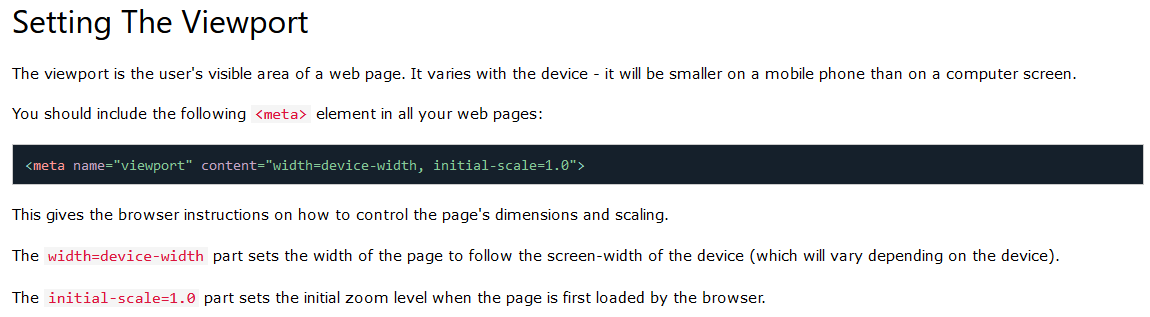 Setting The Viewport
The viewport is the user's visible area of a web page. It varies with the device - it will be smaller on a mobile phone than on a computer screen.
You should include the following <meta> element in all your web pages:
<meta name="viewport" content="width=device-width, initial-scale=1.0">
This gives the browser instructions on how to control the page's dimensions and scaling.
The width=device-width part sets the width of the page to follow the screen-width of the device (which will vary depending on the device).
The initial-scale=1.0 part sets the initial zoom level when the page is first loaded by the browser.